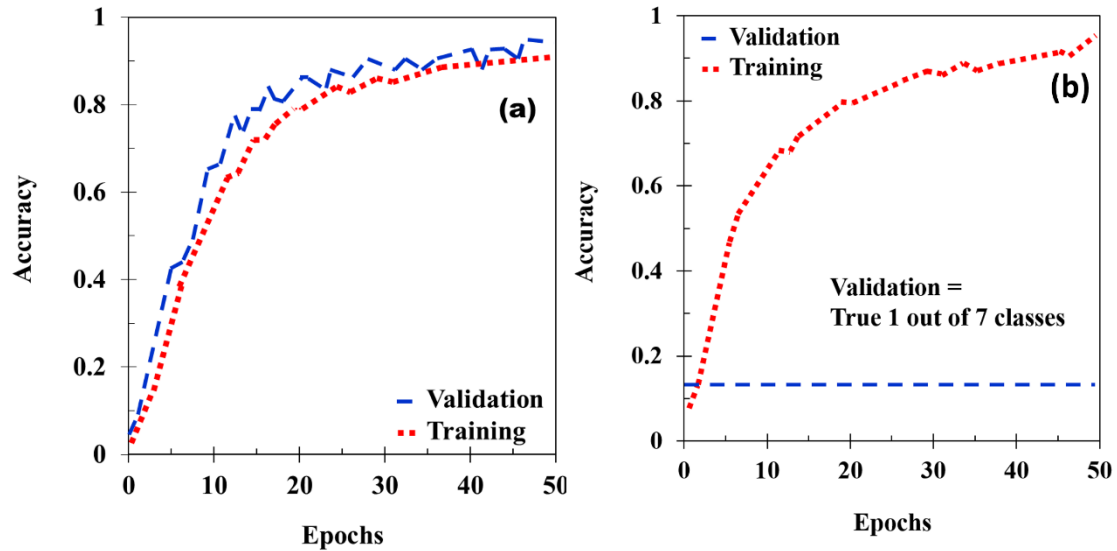 1
0.8
0.6
0.4
0.2
0
Accuracy
(a)
Validation
Training
0
10
20
30
40
50
Epochs
1
0.8
0.6
0.4
0.2
0
Accuracy
Validation
Training
(b)
Validation =
True 1 out of 7 classes
0
10
20
30
40
50
Epochs